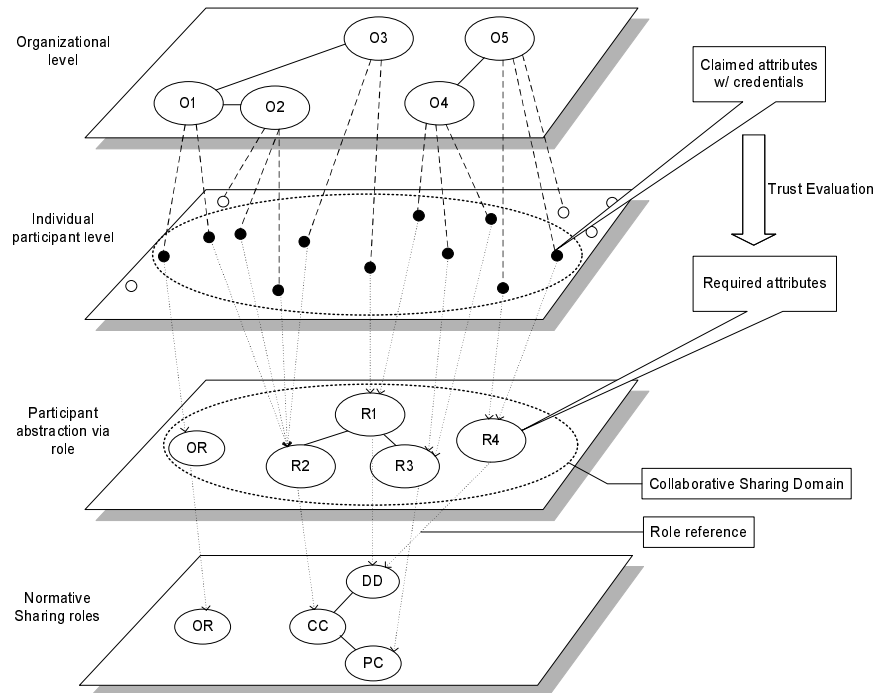 Organizational
level
O3
O5
O1
O2
O4
Claimed attributes
w/ credentials
Trust Evaluation
Individual
participant level
Required attributes
Participant
abstraction via
role
R1
OR
R2
R3
R4
Collaborative Sharing Domain
Role reference
Normative
Sharing roles
DD
OR
CC
PC